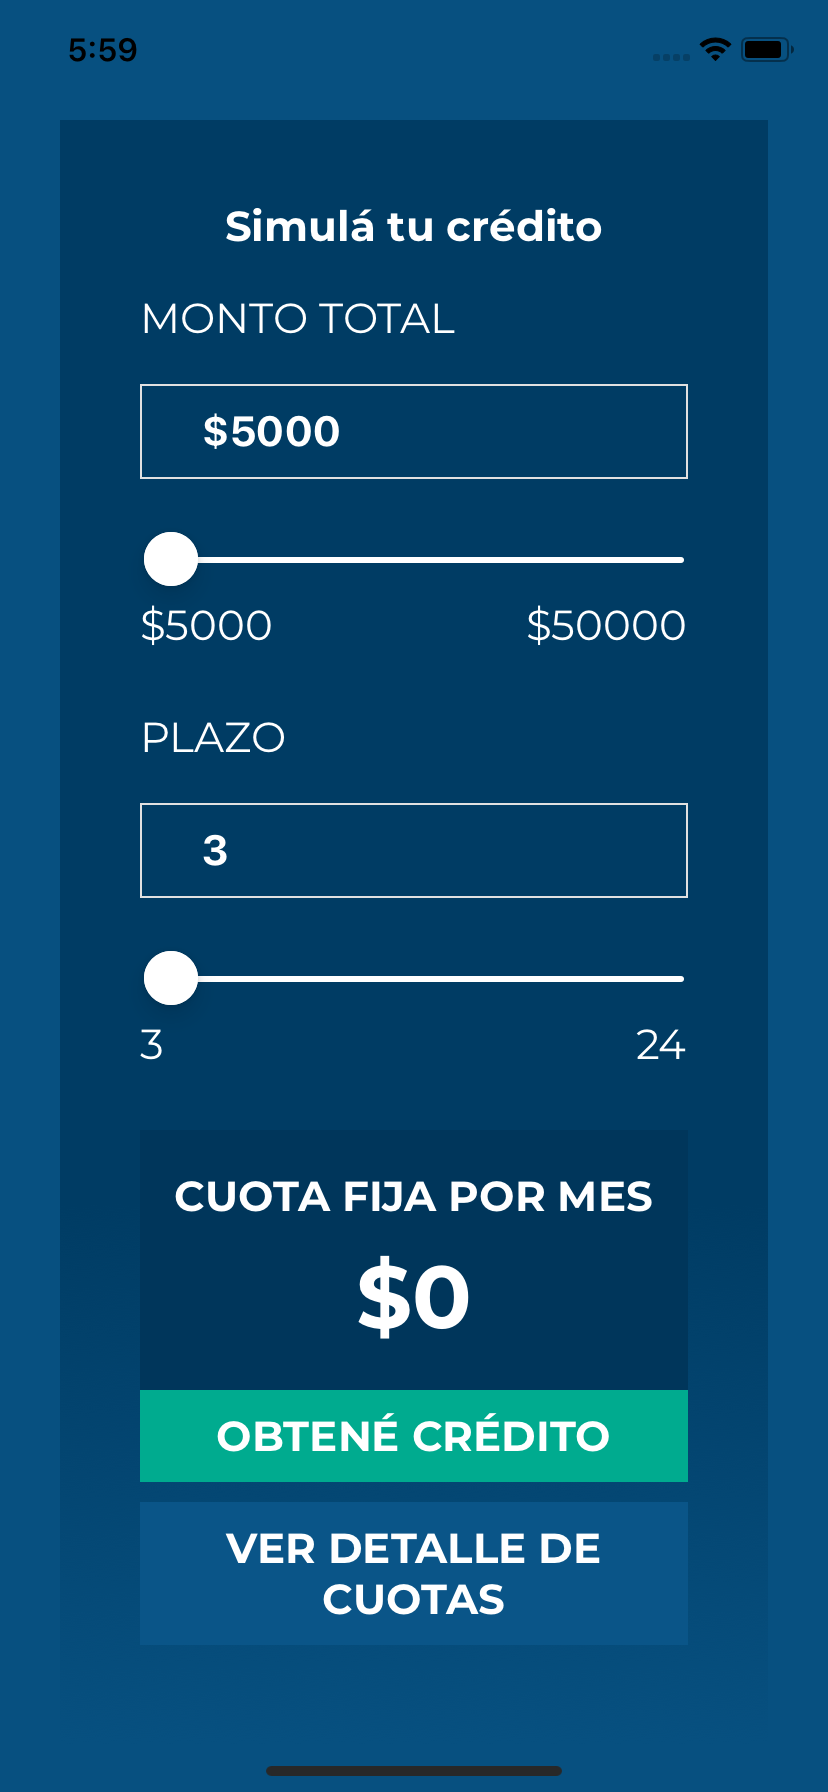 5:59
Simulá tu crédito
MONTO TOTAL
$5000
$5000 $50000
PLAZO
3
3 24
CUOTA FIJA POR MES
$0
OBTENÉ CRÉDITO
VER DETALLE DE
CUOTAS